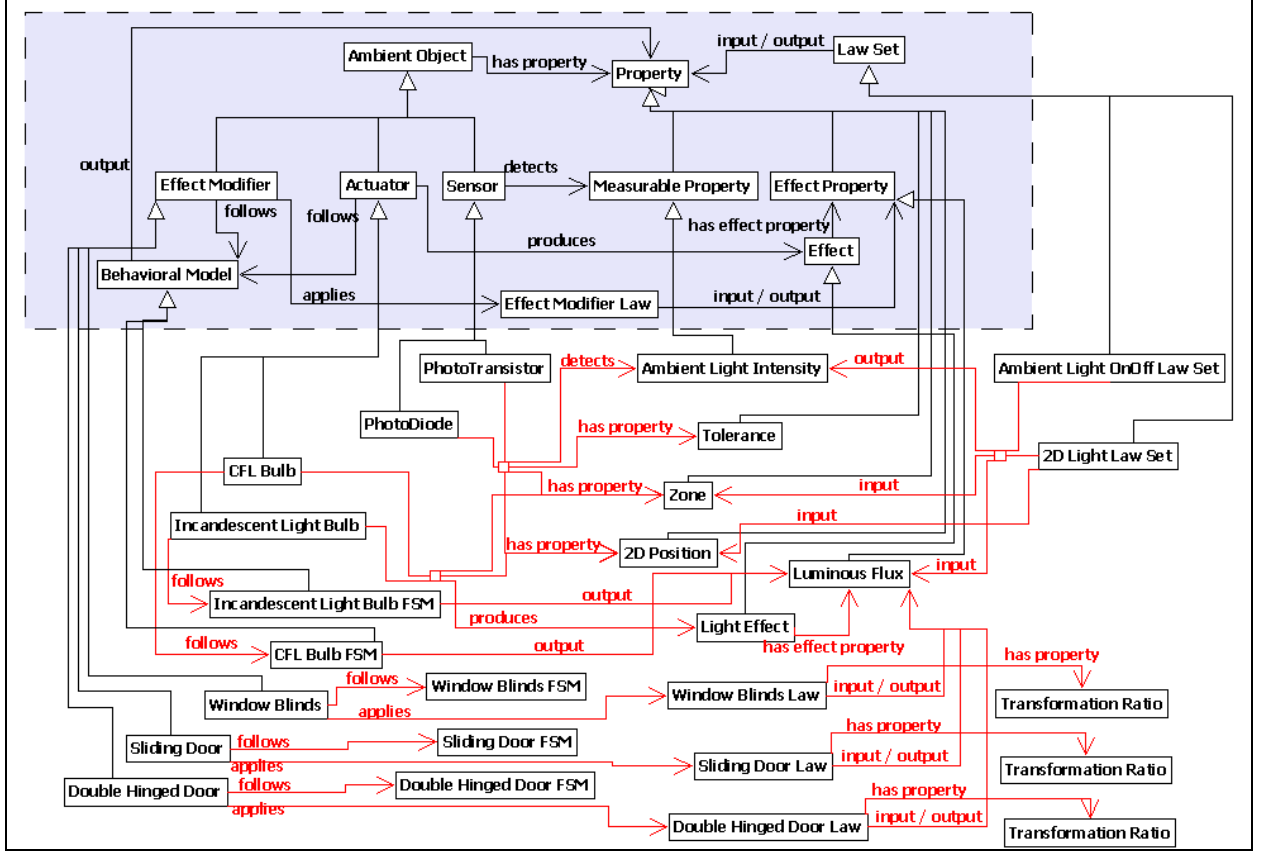 input / output
Law Set
Ambient Object
has property
Property
output
detects
Effect Modifier
Actuator
Sensor
Measurable Property
Effect Property
follows
follows
has effect property
produces
Effect
Behavioral Model
applies
Effect Modifier Law
input / output
PhotoTransistor
detects
Ambient Light Intensity
output
Ambient Light OnOff Law Set
PhotoDiode
has property
Tolerance
CFL Bulb
2D Light Law Set
has property
Zone
input
Incandescent Light Bulb
input
has property
2D Position
follows
Luminous Flux
input
Incandescent Light Bulb FSM
output
produces
Light Effect
follows
CFL Bulb FSM
output
has effect property
has property
Window Blinds
follows
Window Blinds FSM
applies
Window Blinds Law
input / output
Transformation Ratio
has property
Sliding Door
follows
Sliding Door FSM
applies
Sliding Door Law
input / output
Transformation Ratio
Double Hinged Door
follows
Double Hinged Door FSM
has property
applies
Double Hinged Door Law
input / output
Transformation Ratio